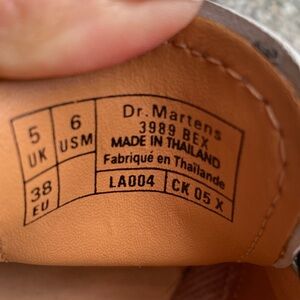 5 UK
6 USM
38 EU
Dr.Martens
3989 BEX
MADE IN THAILAND
Fabriqué en Thaïlande
LA004
CK 05 X